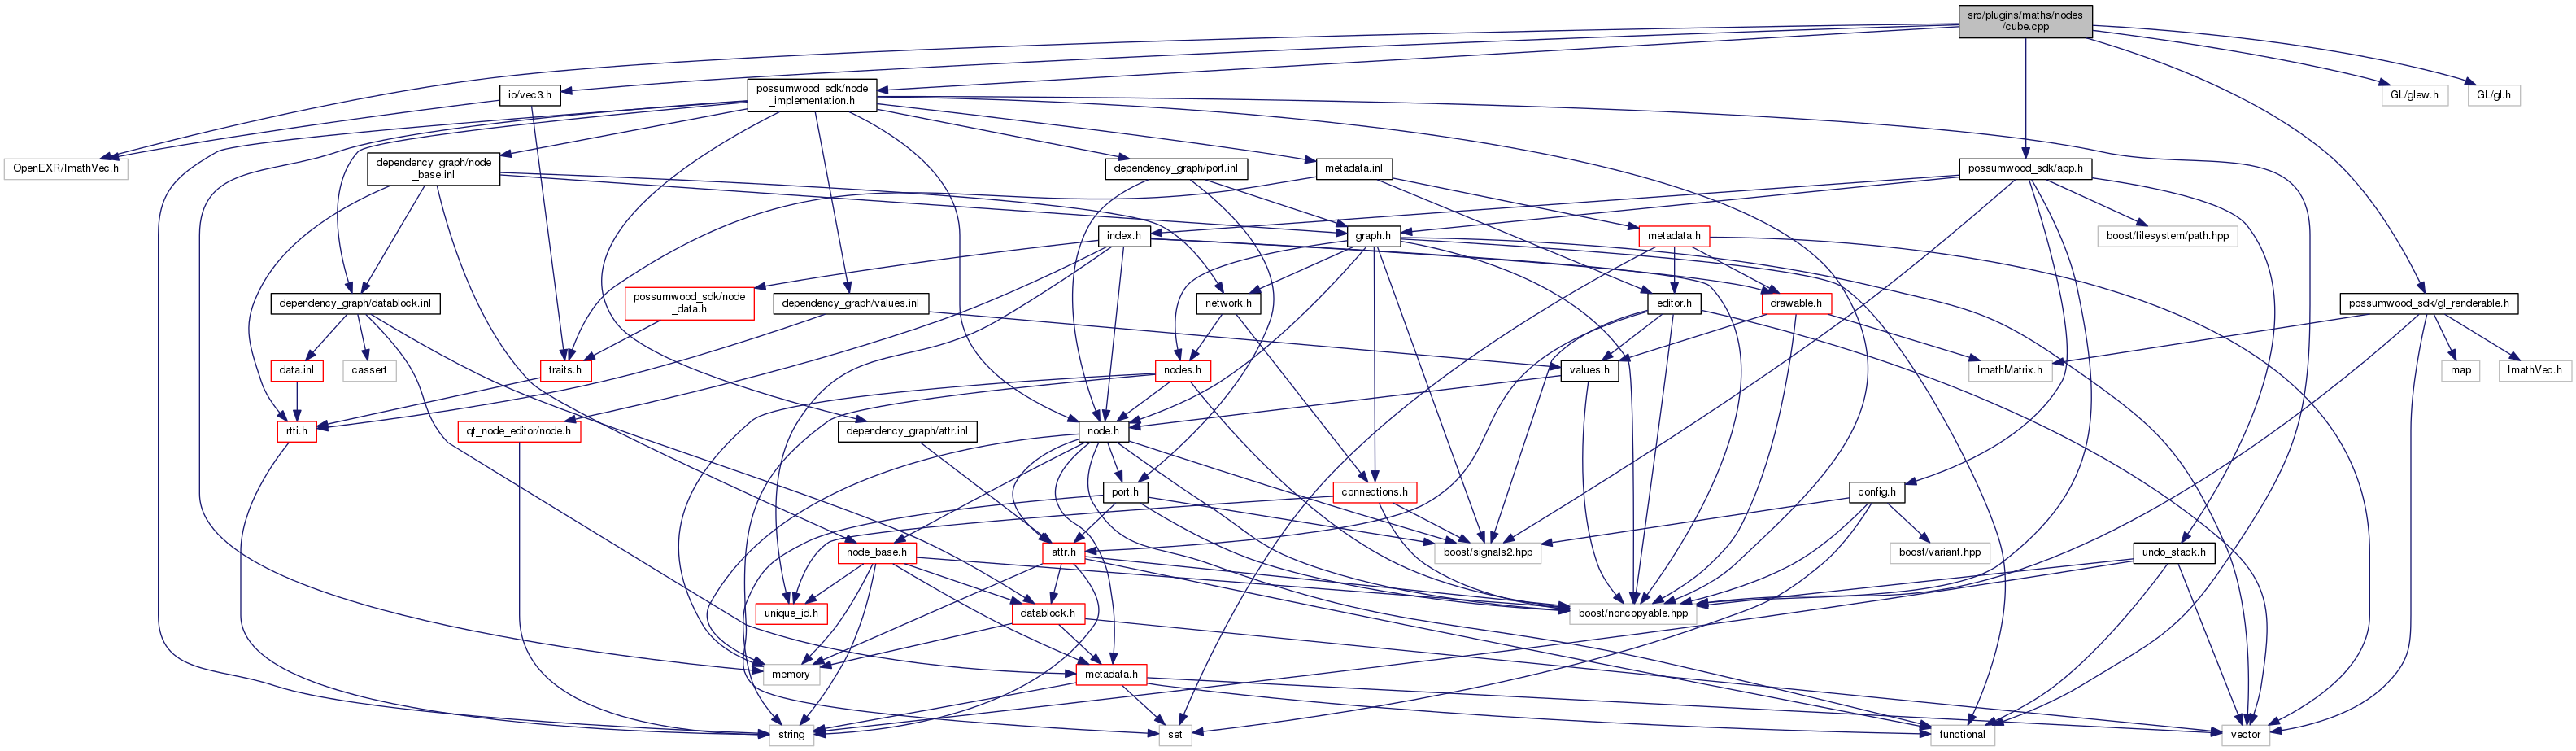 src/plugins/maths/nodes
/cube.cpp
io/vec3.h
possumwood_sdk/node
_implementation.h
GL/glew.h
GL/gl.h
OpenEXR/ImathVec.h
dependency_graph/node
_base.inl
dependency_graph/port.inl
metadata.inl
possumwood_sdk/app.h
index.h
graph.h
metadata.h
boost/filesystem/path.hpp
dependency_graph/datablock.inl
possumwood_sdk/node
_data.h
dependency_graph/values.inl
network.h
editor.h
drawable.h
possumwood_sdk/gl_renderable.h
data.inl
cassert
traits.h
nodes.h
values.h
ImathMatrix.h
map
ImathVec.h
rtti.h
qt_node_editor/node.h
dependency_graph/attr.inl
node.h
port.h
connections.h
config.h
node_base.h
attr.h
boost/signals2.hpp
boost/variant.hpp
undo_stack.h
unique_id.h
datablock.h
boost/noncopyable.hpp
memory
metadata.h
string
set
functional
vector